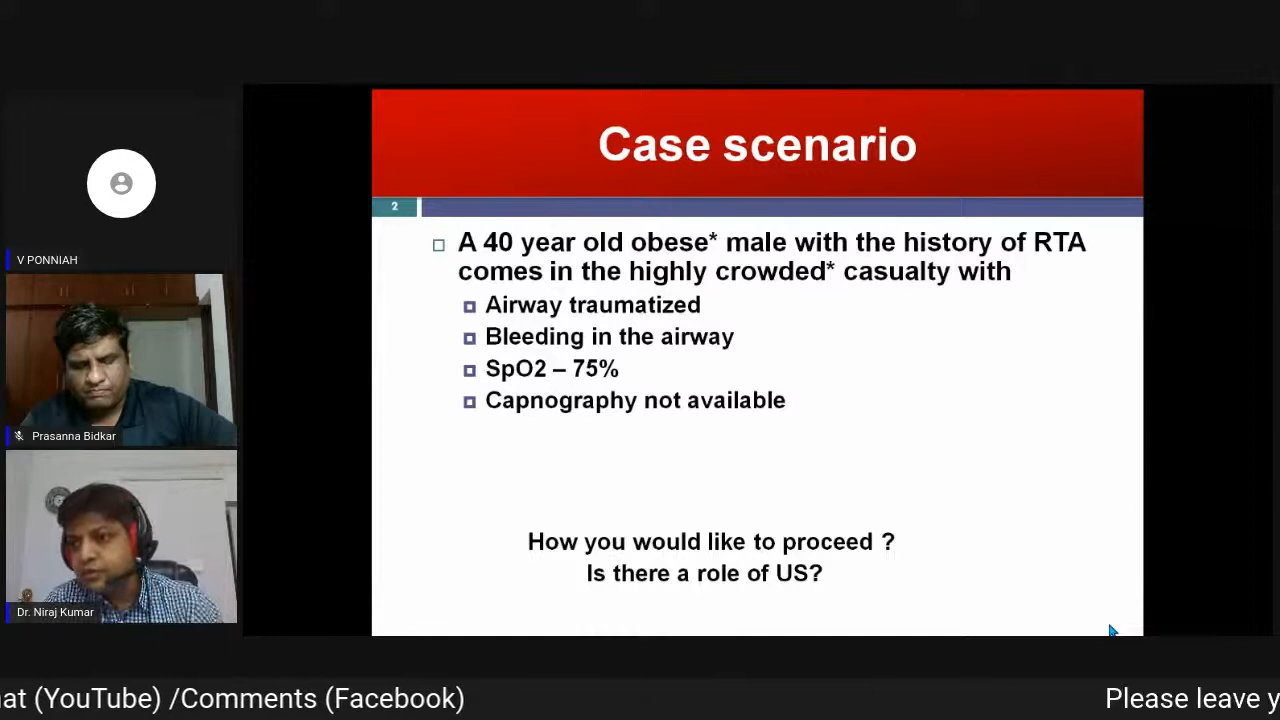 Case scenario
2
A 40 year old obese* male with the history of RTA
comes in the highly crowded* casualty with
Airway traumatized
Bleeding in the airway
SpO2 – 75%
Capnography not available
How you would like to proceed ?
Is there a role of US?
V PONNIAH
Prasanna Bidkar
Dr. Niraj Kumar
at (YouTube) /Comments (Facebook) Please leave y